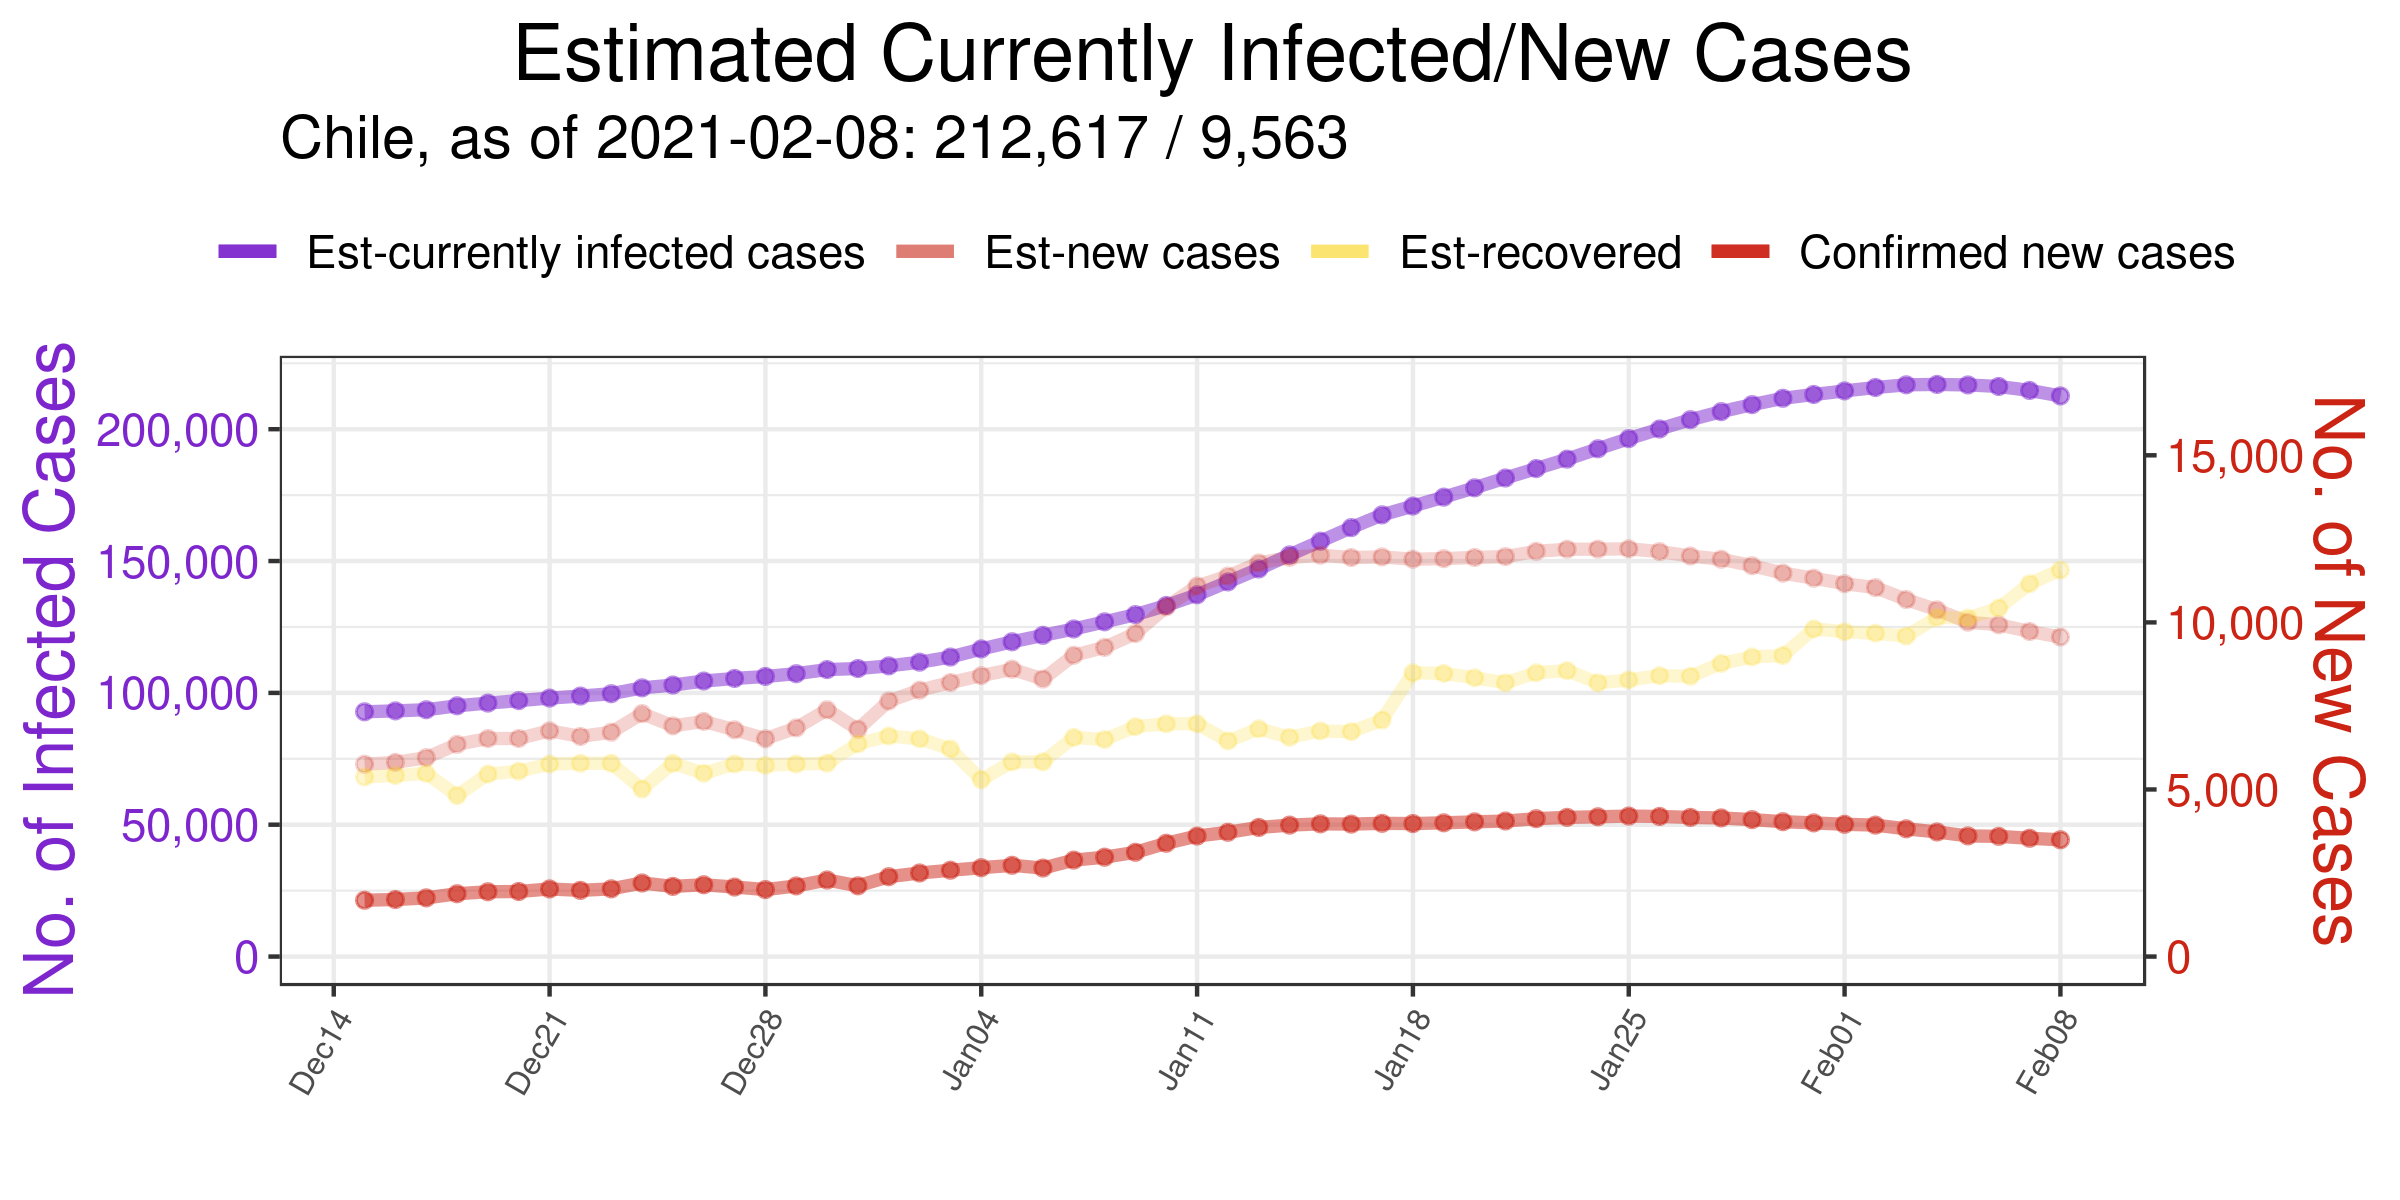 Estimated Currently Infected/New Cases
Chile, as of 2021-02-08: 212,617 / 9,563
Est-currently infected cases Est-new cases Est-recovered Confirmed new cases
No. of Infected Cases
200,000
150,000
100,000
50,000
0
15,000
10,000
5,000
0
No. of New Cases
Dec14 Dec21 Dec28 Jan04 Jan11 Jan18 Jan25 Feb01 Feb08